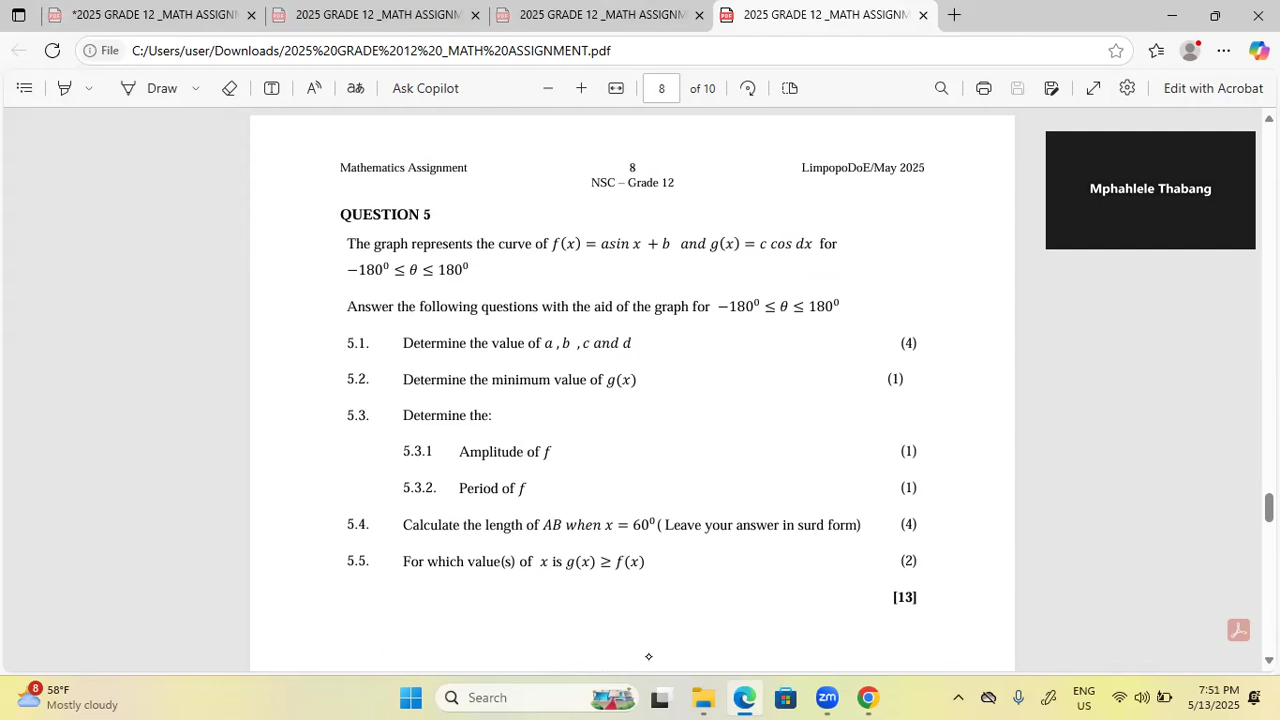 *2025 GRADE 12 _MATH ASSIGNM
2025 GRADE 12 _MATH ASSIGNME
2025 GRADE 12 _MATH ASSIGNME
2025 GRADE 12 _MATH ASSIGNME
File C:/Users/user/Downloads/2025%20GRADE%2012%20_MATH%20ASSIGNMENT.pdf
Draw
Ask Copilot
8 of 10
Edit with Acrobat
Mathematics Assignment 8 LimpopoDoE/May 2025
NSC – Grade 12
Mphahlele Thabang
QUESTION 5
The graph represents the curve of f(x) = asin x + b and g(x) = c cos dx for
−180⁰ ≤ θ ≤ 180⁰
Answer the following questions with the aid of the graph for −180⁰ ≤ θ ≤ 180⁰
5.1. Determine the value of a , b , c and d (4)
5.2. Determine the minimum value of g(x) (1)
5.3. Determine the:
5.3.1 Amplitude of f (1)
5.3.2. Period of f (1)
5.4. Calculate the length of AB when x = 60⁰ ( Leave your answer in surd form) (4)
5.5. For which value(s) of x is g(x) ≥ f(x) (2)
[13]
8
58°F
Mostly cloudy
Search
zm
ENG
US
7:51 PM
5/13/2025